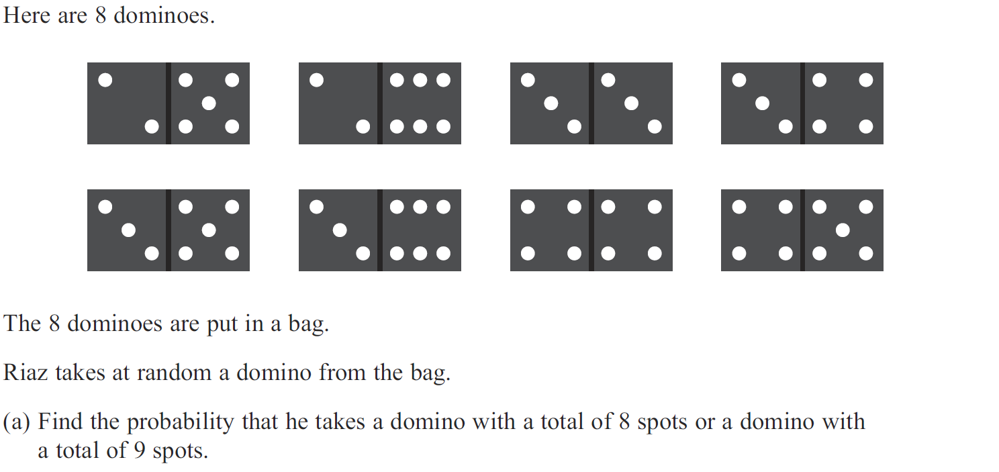 Here are 8 dominoes.
The 8 dominoes are put in a bag.
Riaz takes at random a domino from the bag.
(a) Find the probability that he takes a domino with a total of 8 spots or a domino with
a total of 9 spots.